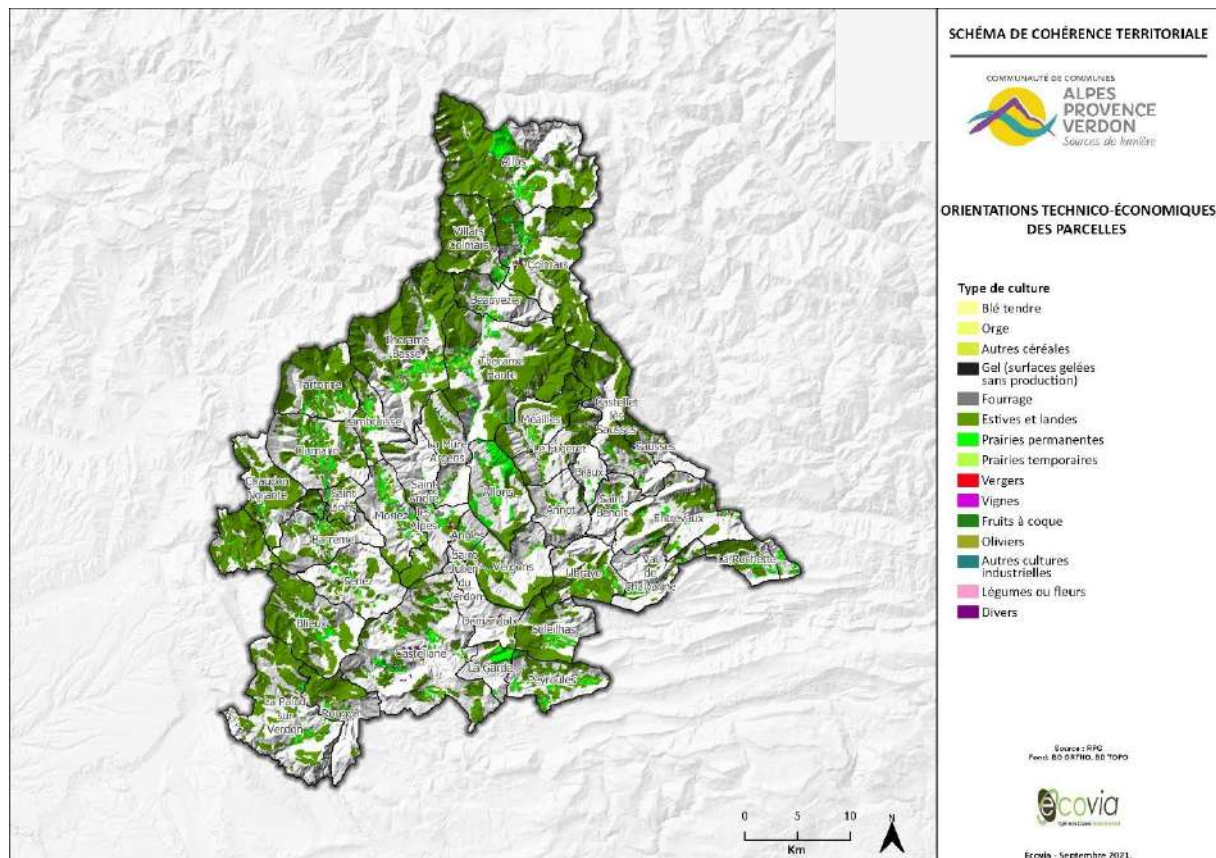 SCHÉMA DE COHÉRENCE TERRITORIALE
COMMUNAUTÉ DE COMMUNES
ALPES
PROVENCE
VERDON
Sources de lumière
ORIENTATIONS TECHNICO-ÉCONOMIQUES
DES PARCELLES
Type de culture
Blé tendre
Orge
Autres céréales
Gel (surfaces gelées
sans production)
Fourrage
Estives et landes
Prairies permanentes
Prairies temporaires
Vergers
Vignes
Fruits à coque
Oliviers
Autres cultures
industrielles
Légumes ou fleurs
Divers
Source : RPG
Fond: BD ORTHO, BD TOPO
ecovia
Ecovia - Septembre 2021.
Allos
Villars
Colmars
Colmars
Beauvezer
Thorame
Basse
Thorame
Haute
Tartonne
Lambruisse
Castellet
lès
Sausses
Méailles
La Mure
Argens
Le Fugeret
Sausses
Clumanc
Braux
Chaudon
Norante
Saint
Lions
Saint
André
les
Alpes
Allons
Saint
Benoit
Moriez
Annot
Entrevaux
Barrême
Angles
Saint
Julien
du
Verdon
Vergons
Ubraye
Val
de
Chalvagne
La Rochette
Senez
Blieux
Demandolx
Soleilhas
Castellane
La Garde
Peyroules
La Palud
sur
Verdon
Rougon
0 5 10
Km
N